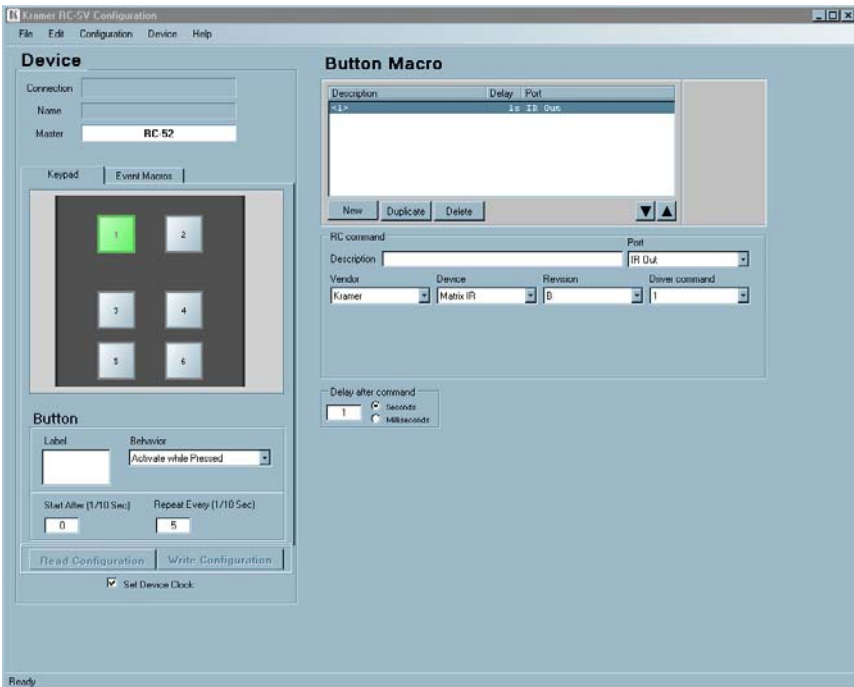 Kramer RC-5V Configuration
File Edit Configuration Device Help
Device
Connection
Name
Master RC-52
Keypad Event Macros
1 2
3 4
5 6
Button
Label Behavior
Activate while Pressed
Start After (1/10 Sec) Repeat Every (1/10 Sec)
0 5
Read Configuration Write Configuration
Set Device Clock
Button Macro
Description Delay Port
<1> 1s IR Out
New Duplicate Delete
RC command
Port
Description IR Out
Vendor Device Revision Driver command
Kramer Matrix IR B 1
Delay after command
1 Seconds
Milliseconds
Ready